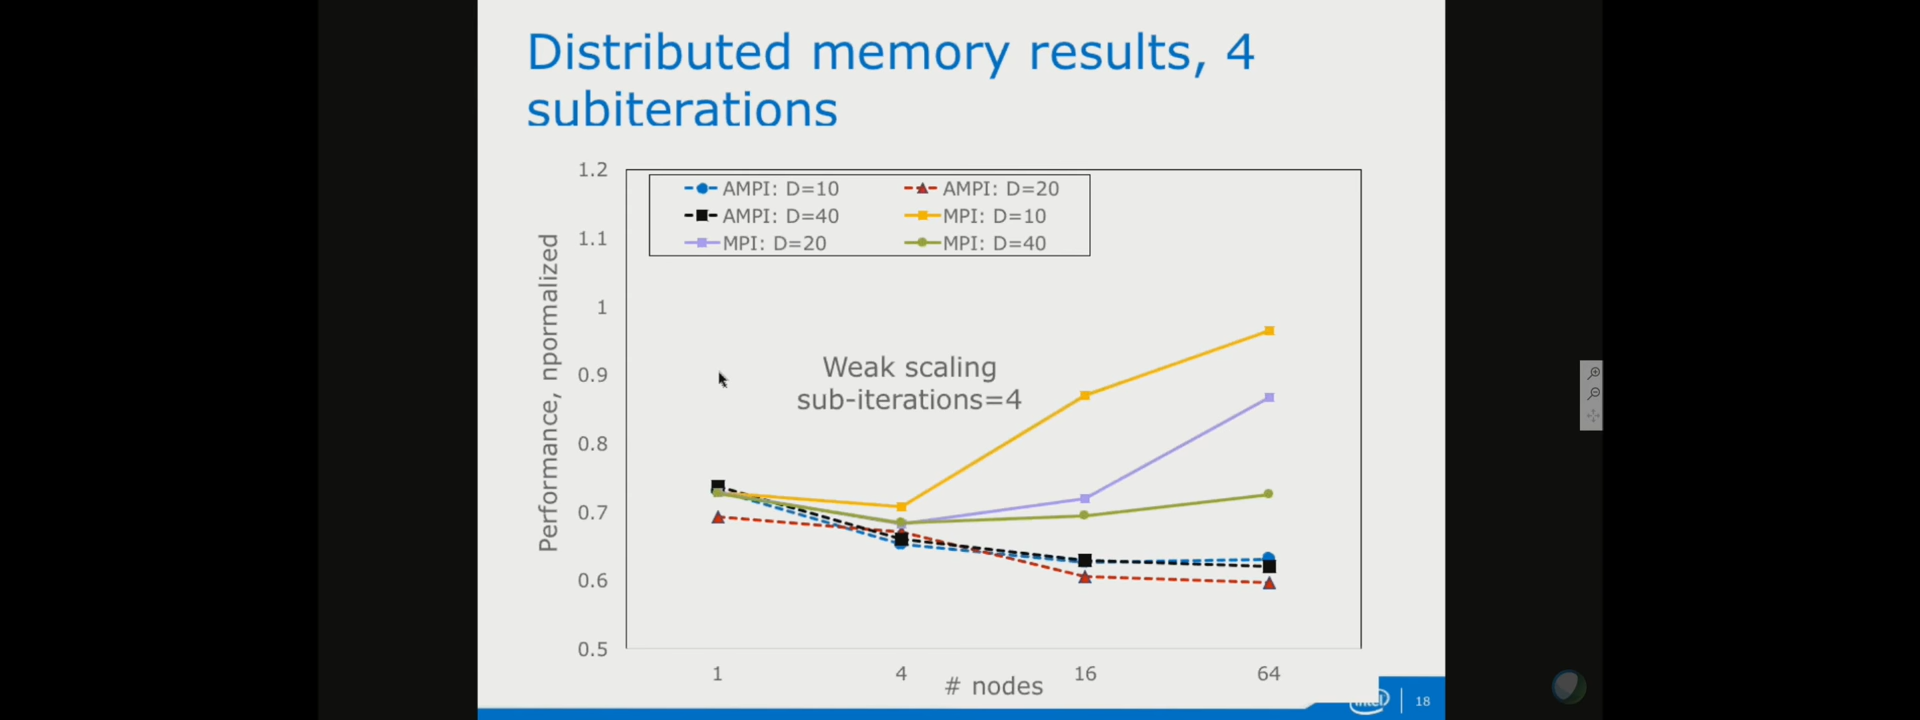 Distributed memory results, 4
subiterations
1.2
1.1
1
0.9
0.8
0.7
0.6
0.5
Performance, npormalized
AMPI: D=10
AMPI: D=20
AMPI: D=40
MPI: D=10
MPI: D=20
MPI: D=40
Weak scaling
sub-iterations=4
1
4
16
64
# nodes
intel
18